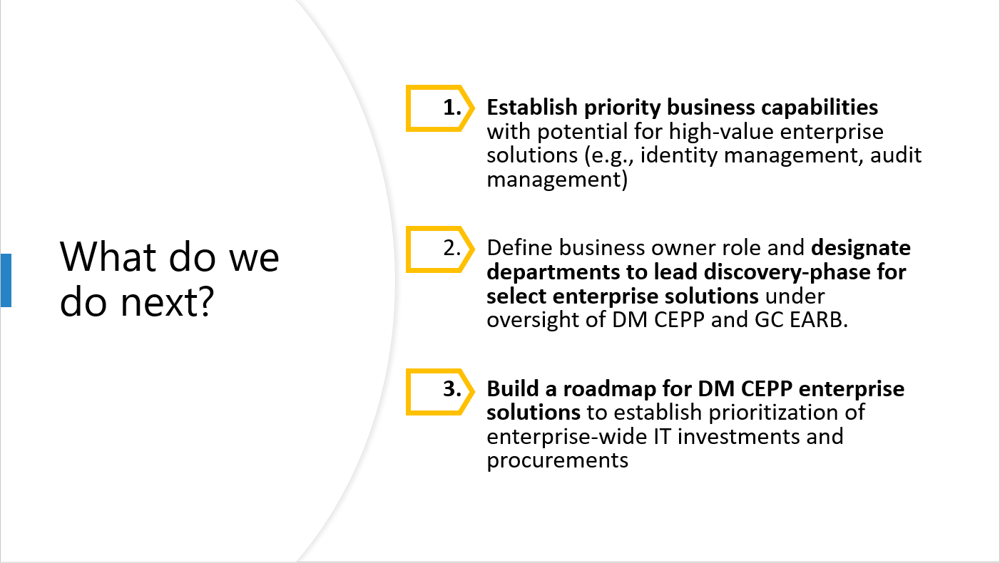 What do we
do next?
1. Establish priority business capabilities
with potential for high-value enterprise
solutions (e.g., identity management, audit
management)
2. Define business owner role and designate
departments to lead discovery-phase for
select enterprise solutions under
oversight of DM CEPP and GC EARB.
3. Build a roadmap for DM CEPP enterprise
solutions to establish prioritization of
enterprise-wide IT investments and
procurements